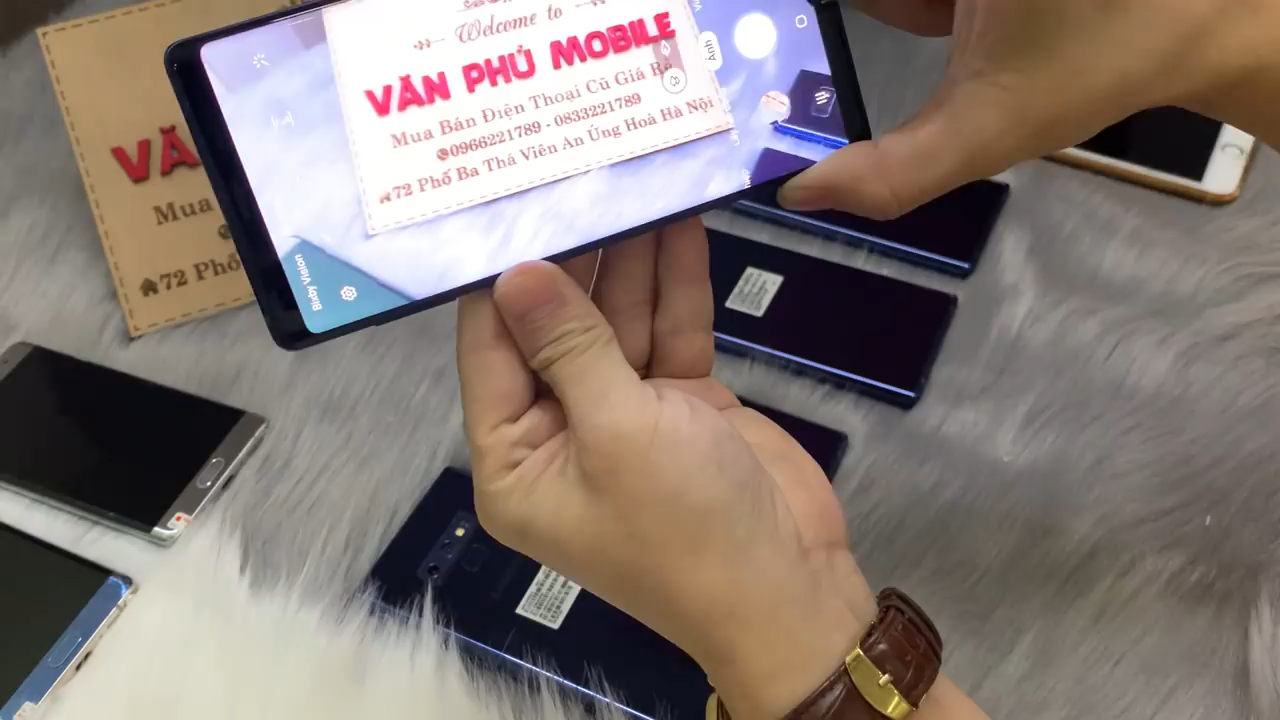 Welcome to
VĂN PHỦ MOBILE
Mua Bán Điện Thoại Cũ Giá Rẻ
0966221789 - 0833221789
72 Phố Ba Thá Viên An Ứng Hoà Hà Nội
Ảnh
Bixby Vision
VĂ
Mua
72 Phố